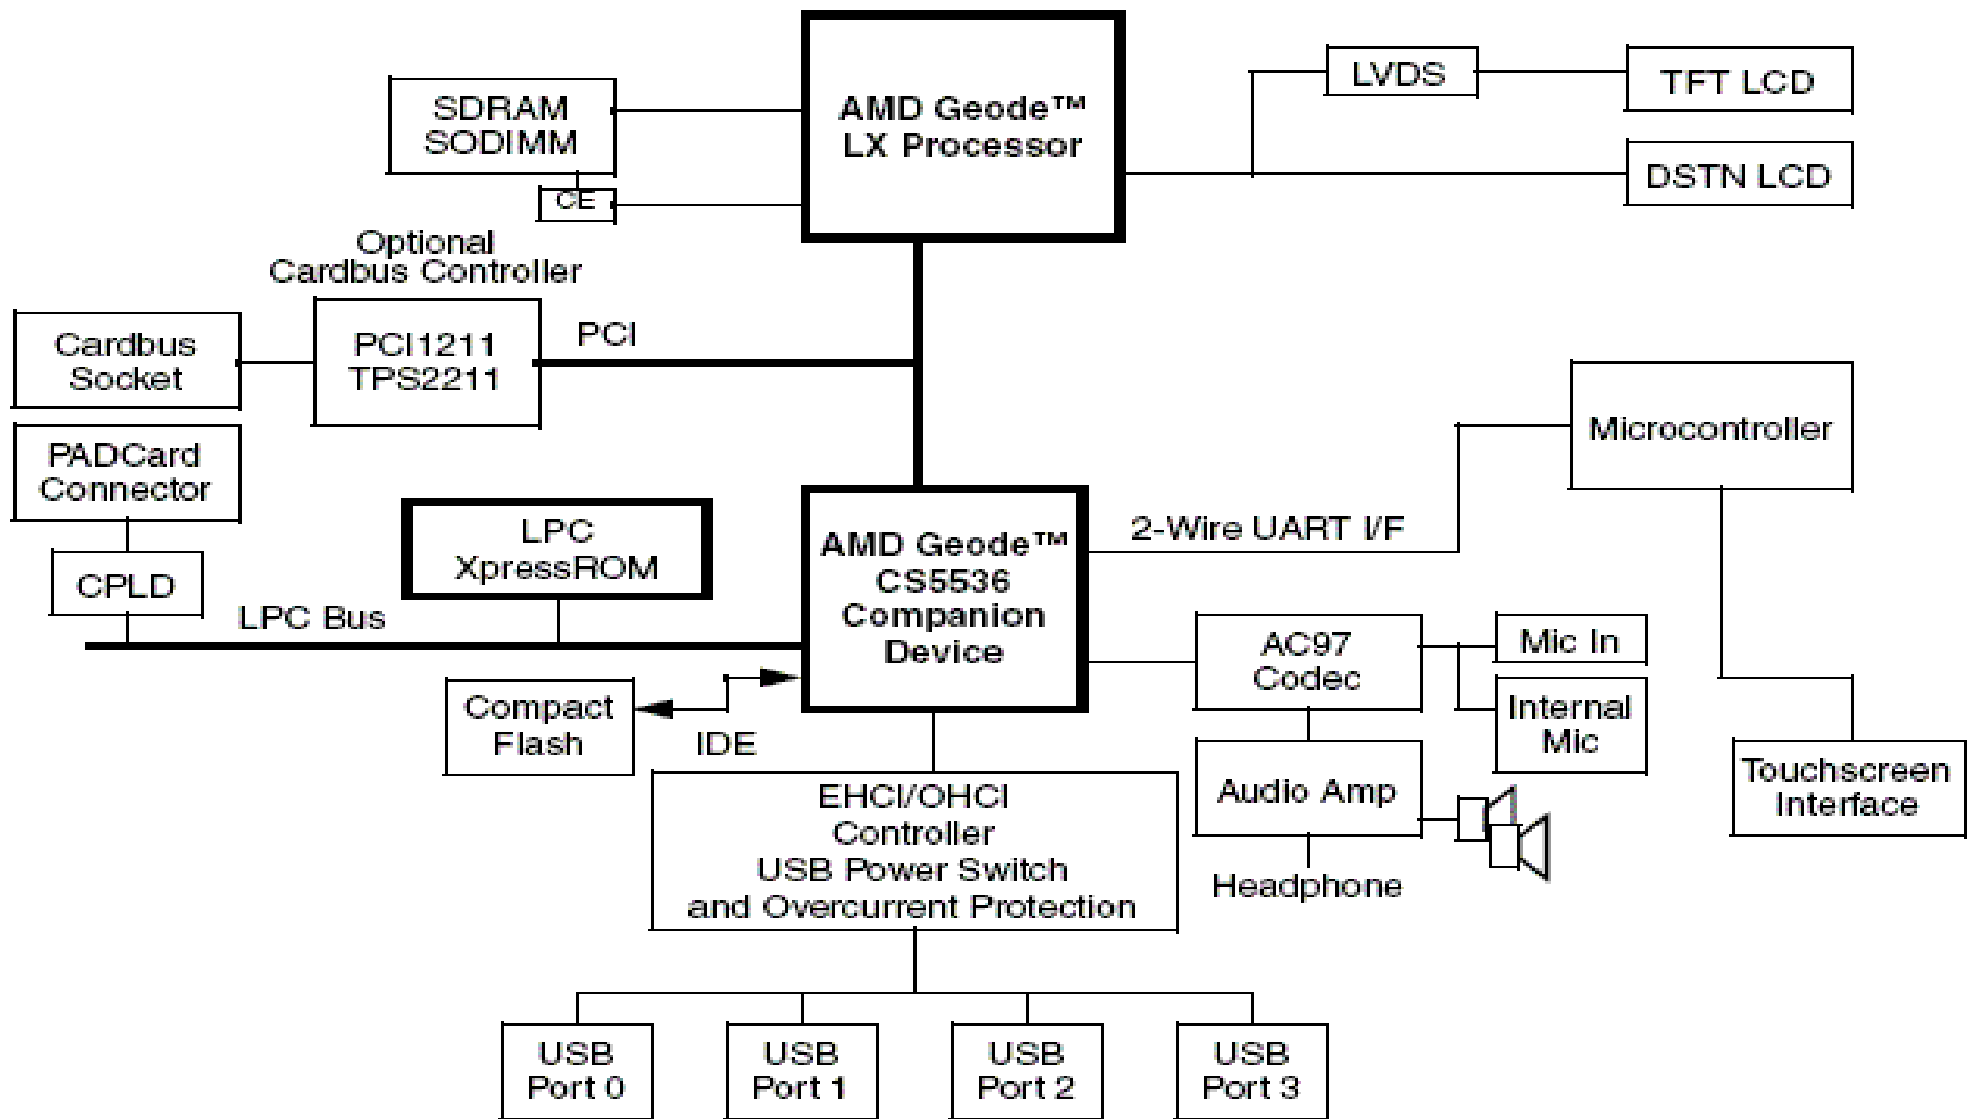 AMD Geode™
LX Processor
LVDS
TFT LCD
SDRAM
SODIMM
DSTN LCD
CE
Optional
Cardbus Controller
Cardbus
Socket
PCI1211
TPS2211
PCI
Microcontroller
PADCard
Connector
LPC
XpressROM
AMD Geode™
CS5536
Companion
Device
2-Wire UART I/F
CPLD
LPC Bus
AC97
Codec
Mic In
Internal
Mic
Compact
Flash
IDE
Touchscreen
Interface
EHCI/OHCI
Controller
USB Power Switch
and Overcurrent Protection
Audio Amp
Headphone
USB
Port 0
USB
Port 1
USB
Port 2
USB
Port 3